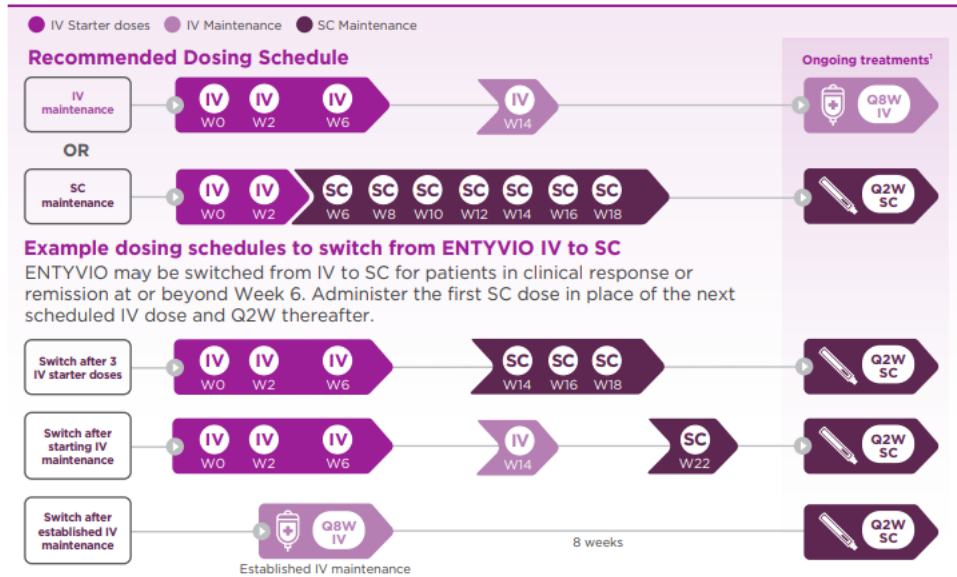 IV Starter doses IV Maintenance SC Maintenance
Recommended Dosing Schedule
Ongoing treatments¹
IV
maintenance
IV IV IV IV
W0 W2 W6 W14
Q8W
IV
OR
SC
maintenance
IV IV SC SC SC SC SC SC SC
W0 W2 W6 W8 W10 W12 W14 W16 W18
Q2W
SC
Example dosing schedules to switch from ENTYVIO IV to SC
ENTYVIO may be switched from IV to SC for patients in clinical response or
remission at or beyond Week 6. Administer the first SC dose in place of the next
scheduled IV dose and Q2W thereafter.
Switch after 3
IV starter doses
IV IV IV SC SC SC
W0 W2 W6 W14 W16 W18
Q2W
SC
Switch after
starting IV
maintenance
IV IV IV IV SC
W0 W2 W6 W14 W22
Q2W
SC
Switch after
established IV
maintenance
Q8W
IV
8 weeks
Q2W
SC
Established IV maintenance